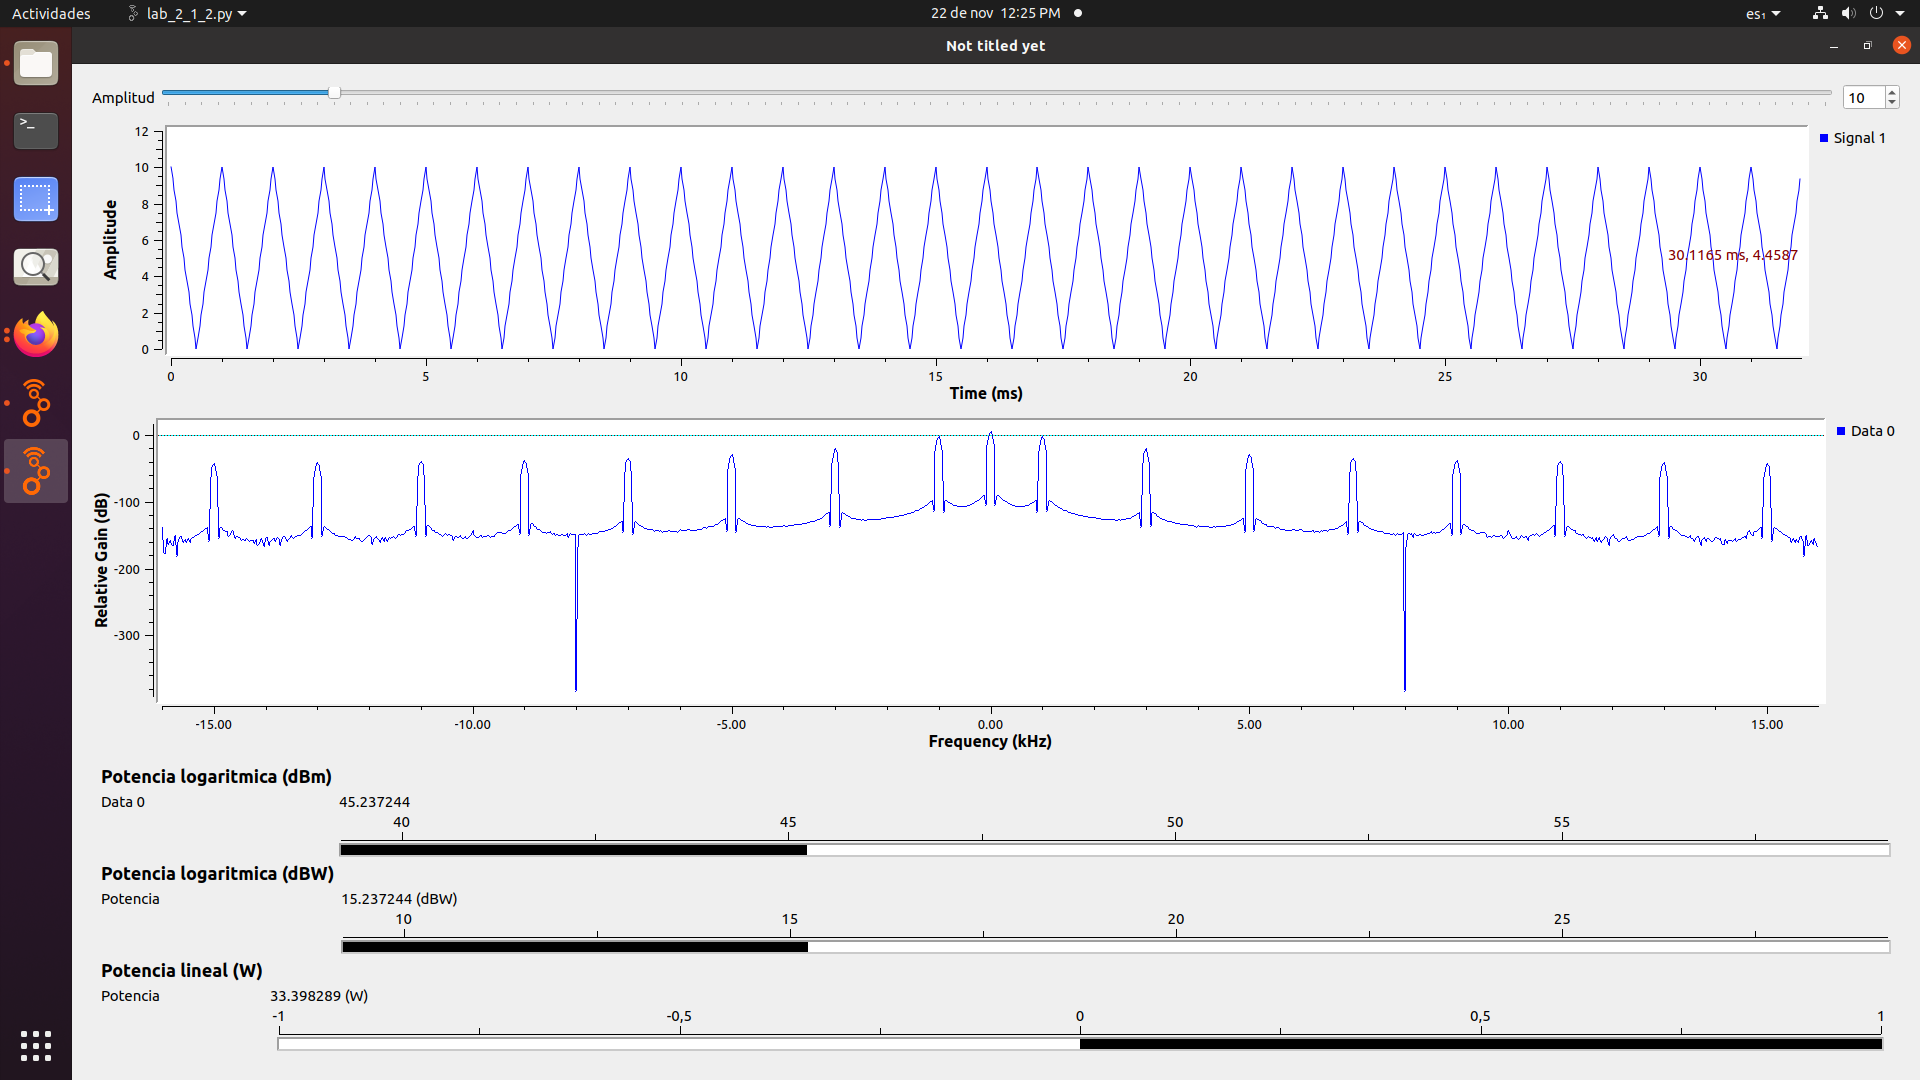 Actividades lab_2_1_2.py 22 de nov 12:25 PM es₁
Not titled yet
Amplitud 10
Signal 1
12
10
8
6
4
2
0
Amplitude
30.1165 ms, 4.4587
0 5 10 15 20 25 30
Time (ms)
Data 0
0
-100
-200
-300
Relative Gain (dB)
-15.00 -10.00 -5.00 0.00 5.00 10.00 15.00
Frequency (kHz)
Potencia logaritmica (dBm)
Data 0 45.237244
40 45 50 55
Potencia logaritmica (dBW)
Potencia 15.237244 (dBW)
10 15 20 25
Potencia lineal (W)
Potencia 33.398289 (W)
-1 -0,5 0 0,5 1